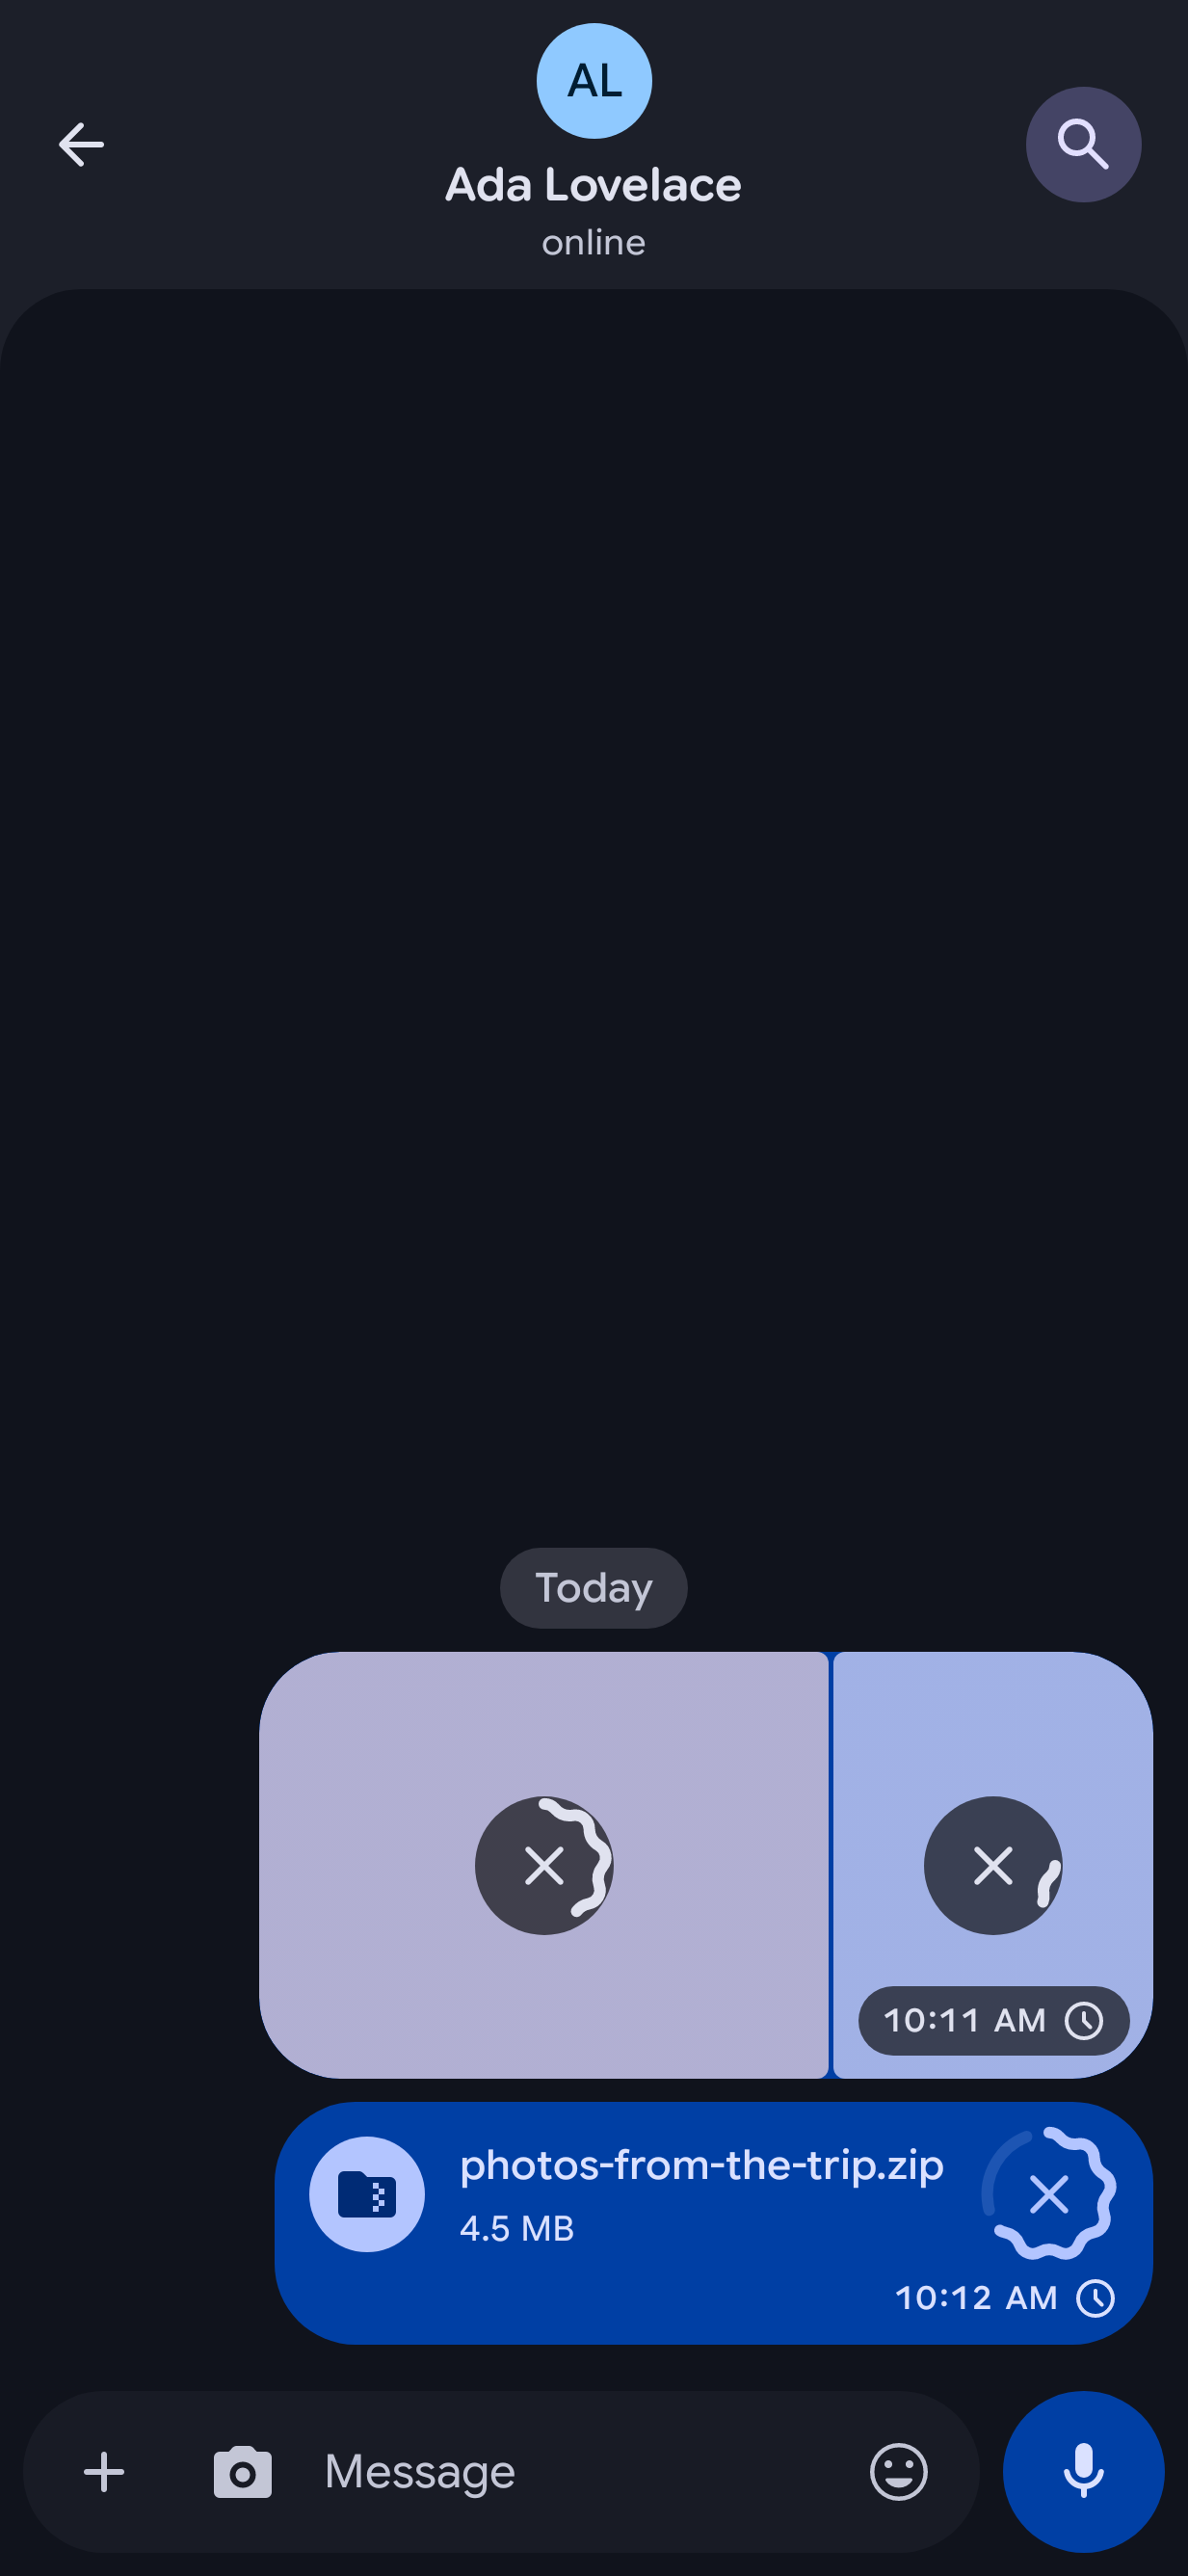 AL
Ada Lovelace
online
Today
10:11 AM
photos-from-the-trip.zip
4.5 MB
10:12 AM
Message